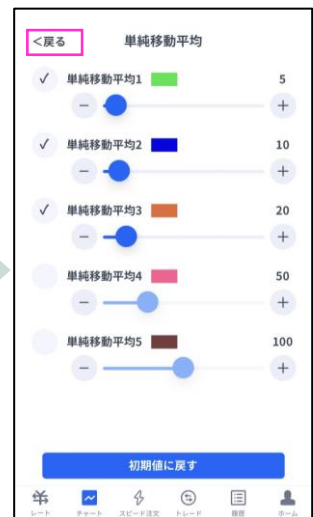 <戻る 単純移動平均
単純移動平均1 5
単純移動平均2 10
単純移動平均3 20
単純移動平均4 50
単純移動平均5 100
初期値に戻す
レート チャート スピード注文 トレード 履歴 ホーム